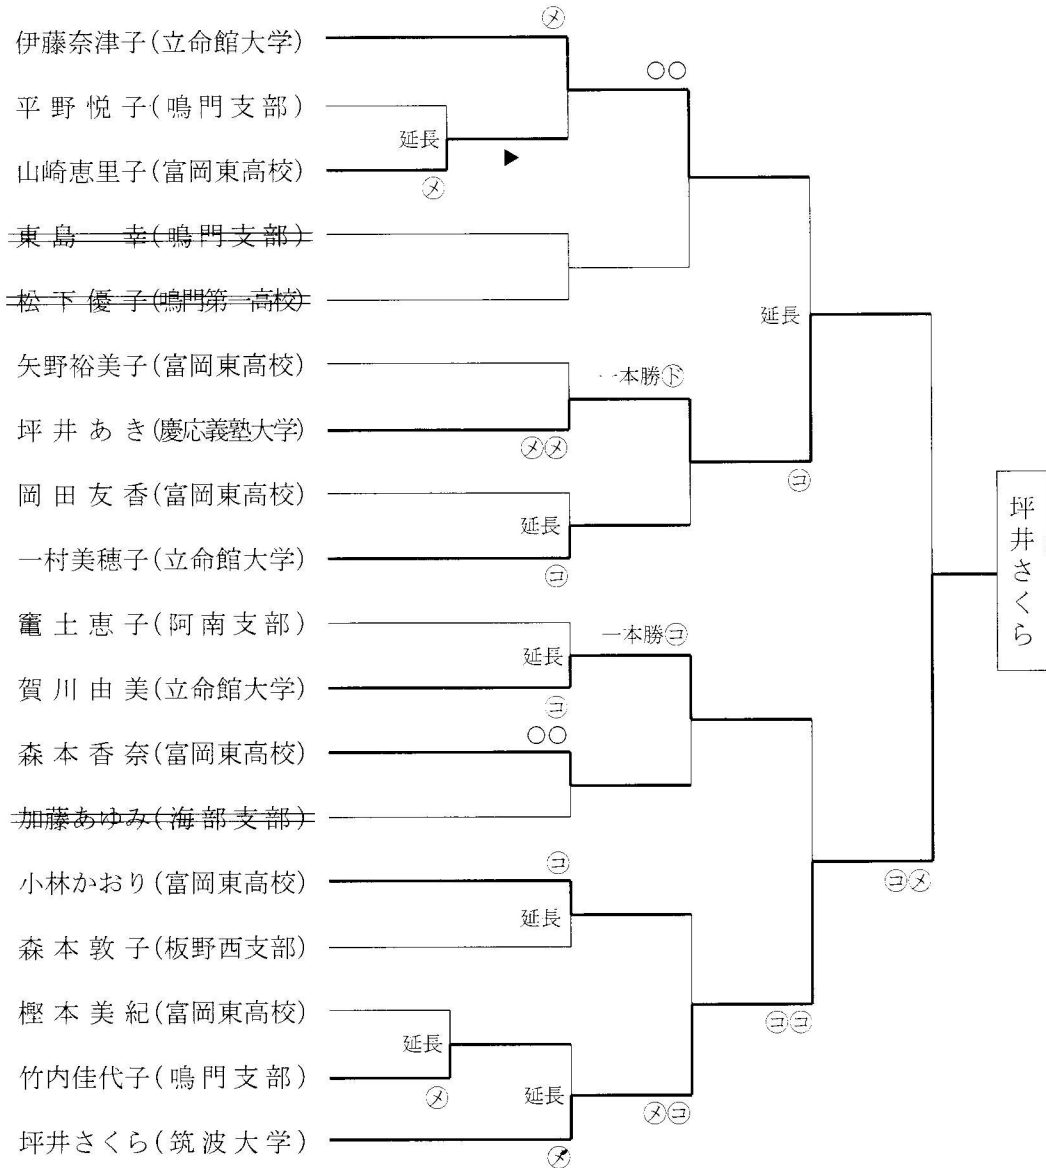 伊藤奈津子(立命館大学)
㋱
○○
平野悦子(鳴門支部)
延長
山崎恵里子(富岡東高校)
㋱
東島 幸(鳴門支部)
松下優子(鳴門第一高校)
延長
矢野裕美子(富岡東高校)
一本勝㋣゙
坪井あき(慶応義塾大学)
㋱㋱
㋙
岡田友香(富岡東高校)
延長
一村美穂子(立命館大学)
㋙
坪井さくら
竈土恵子(阿南支部)
延長
一本勝㋙
賀川由美(立命館大学)
㋙
○○
森本香奈(富岡東高校)
加藤あゆみ(海部支部)
㋙
小林かおり(富岡東高校)
㋙㋱
延長
森本敦子(板野西支部)
樫本美紀(富岡東高校)
㋙㋙
延長
竹内佳代子(鳴門支部)
㋱
延長
㋱㋙
坪井さくら(筑波大学)
㋱